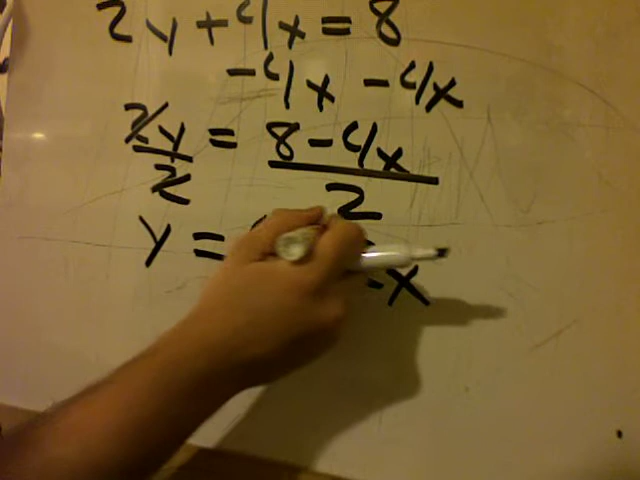 2y + 4x = 8
-4x -4x
2y = 8 - 4x
2 2
y = x